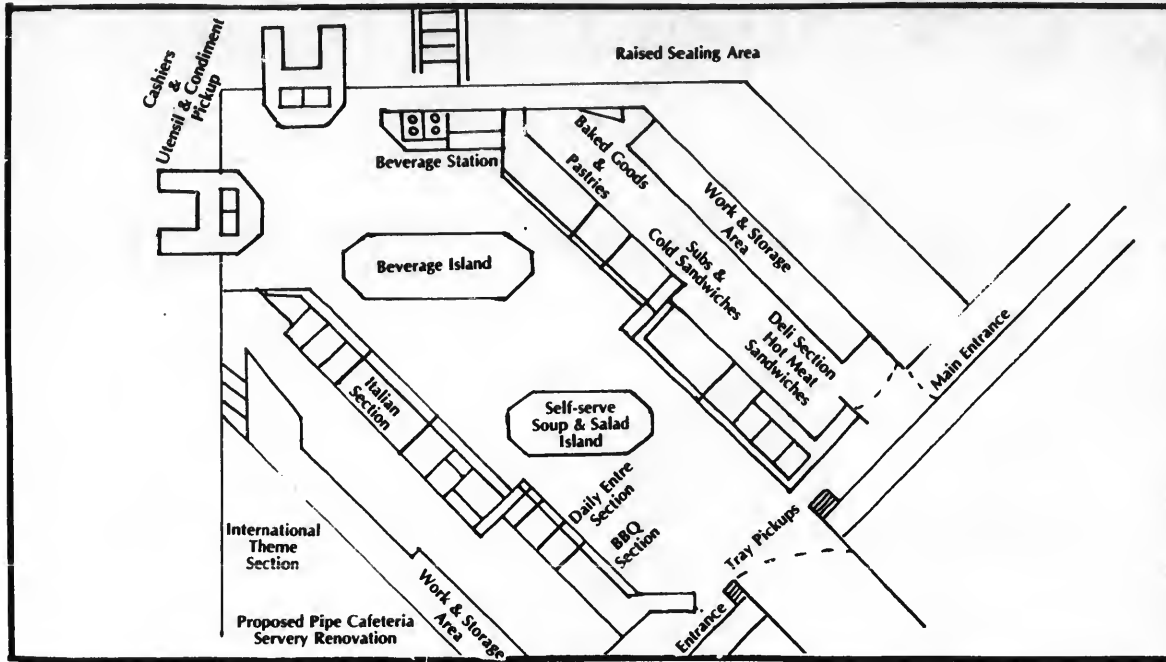 Cashiers
&
Utensil & Condiment
Pickup
Raised Seating Area
Beverage Station
Baked Goods
&
Pastries
Work & Storage
Area
Beverage Island
Subs &
Cold Sandwiches
Deli Section
Hot Meat
Sandwiches
Main Entrance
Italian
Section
Self-serve
Soup & Salad
Island
Daily Entre
Section
BBQ
Section
Tray Pickups
Entrance
International
Theme
Section
Work & Storage
Area
Proposed Pipe Cafeteria
Servery Renovation